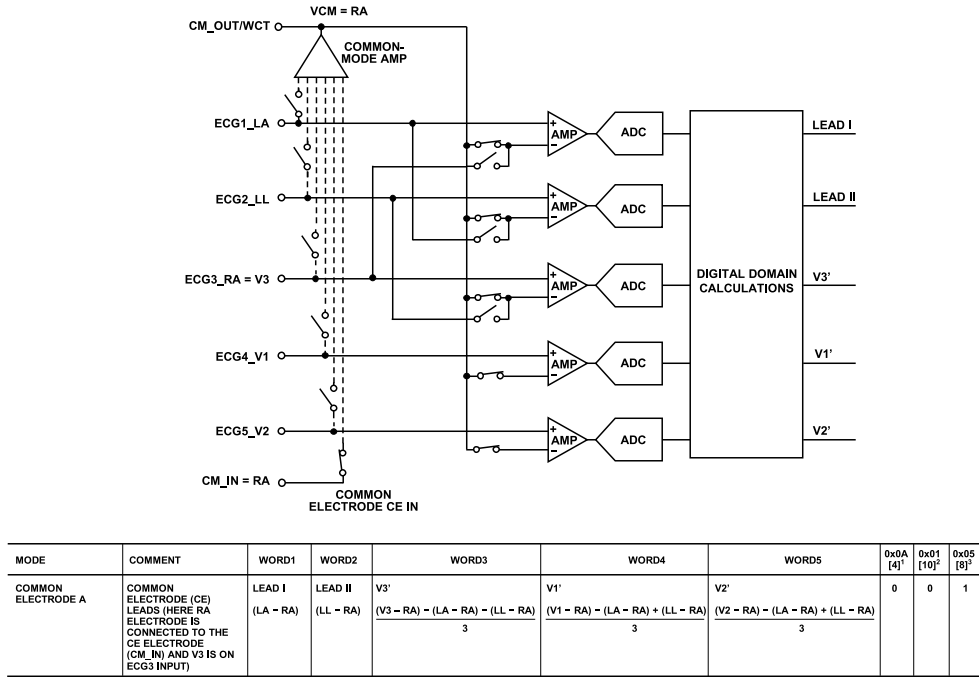 VCM = RA
CM_OUT/WCT
COMMON-
MODE AMP
ECG1_LA
+
AMP
–
ADC
LEAD I
ECG2_LL
+
AMP
–
ADC
LEAD II
ECG3_RA = V3
+
AMP
–
ADC
DIGITAL DOMAIN
CALCULATIONS
V3'
ECG4_V1
+
AMP
–
ADC
V1'
ECG5_V2
+
AMP
–
ADC
V2'
CM_IN = RA
COMMON
ELECTRODE CE IN
MODE COMMENT WORD1 WORD2 WORD3 WORD4 WORD5 0x0A [4]1 0x01 [10]2 0x05 [8]3
COMMON
ELECTRODE A
COMMON
ELECTRODE (CE)
LEADS (HERE RA
ELECTRODE IS
CONNECTED TO THE
CE ELECTRODE
(CM_IN) AND V3 IS ON
ECG3 INPUT)
LEAD I
(LA – RA)
LEAD II
(LL – RA)
V3'
(V3 – RA) – (LA – RA) – (LL – RA)
3
V1'
(V1 – RA) – (LA – RA) + (LL – RA)
3
V2'
(V2 – RA) – (LA – RA) + (LL – RA)
3
0
0
1